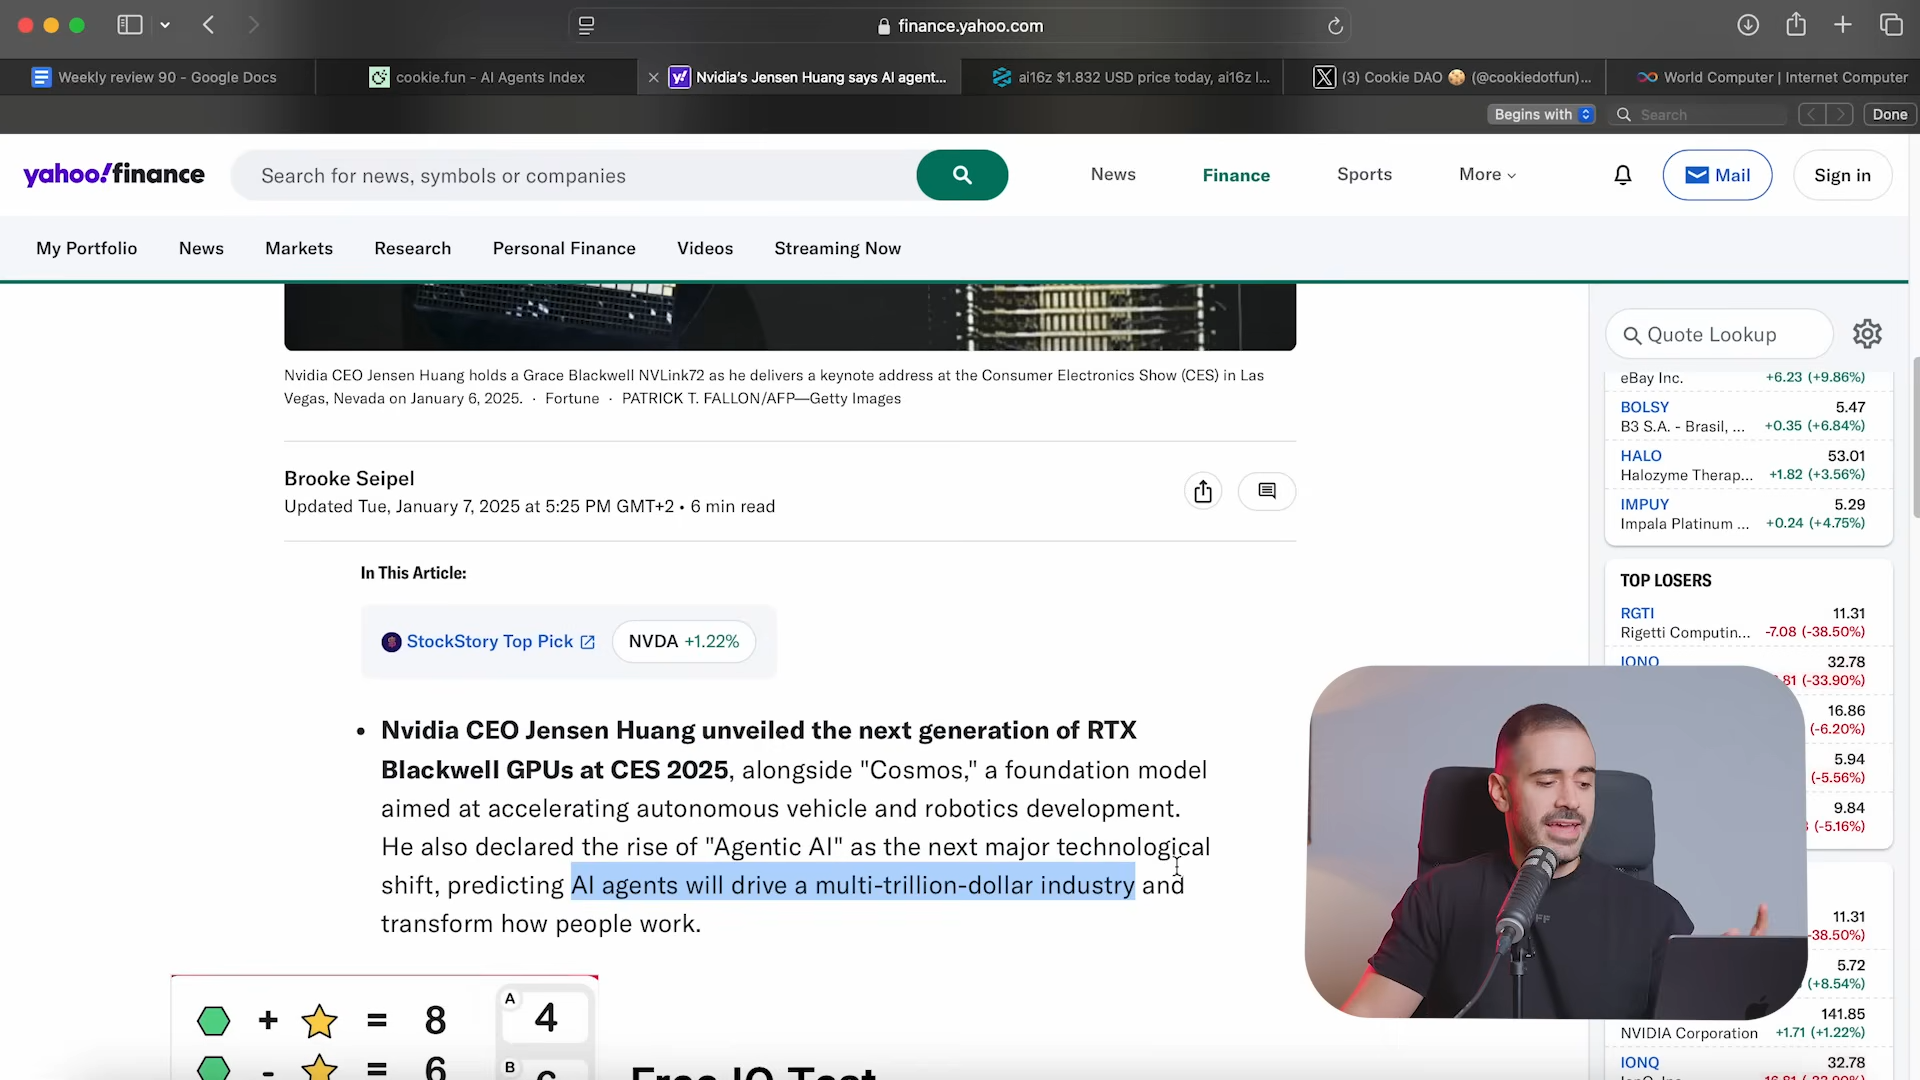 finance.yahoo.com
Weekly review 90 - Google Docs
cookie.fun - AI Agents Index
Nvidia's Jensen Huang says AI agent...
ai16z $1.832 USD price today, ai16z l...
(3) Cookie DAO 🍪 (@cookiedotfun)...
World Computer | Internet Computer
Begins with
Search
Done
yahoo!finance
Search for news, symbols or companies
News
Finance
Sports
More
Mail
Sign in
My Portfolio
News
Markets
Research
Personal Finance
Videos
Streaming Now
Nvidia CEO Jensen Huang holds a Grace Blackwell NVLink72 as he delivers a keynote address at the Consumer Electronics Show (CES) in Las
Vegas, Nevada on January 6, 2025. · Fortune · PATRICK T. FALLON/AFP—Getty Images
Brooke Seipel
Updated Tue, January 7, 2025 at 5:25 PM GMT+2 • 6 min read
In This Article:
StockStory Top Pick
NVDA +1.22%
• Nvidia CEO Jensen Huang unveiled the next generation of RTX
Blackwell GPUs at CES 2025, alongside "Cosmos," a foundation model
aimed at accelerating autonomous vehicle and robotics development.
He also declared the rise of "Agentic AI" as the next major technological
shift, predicting AI agents will drive a multi-trillion-dollar industry and
transform how people work.
+ = 8
A
4
- = 6
B
Free IQ Test
Quote Lookup
eBay Inc. +6.23 (+9.86%)
BOLSY 5.47
B3 S.A. - Brasil, ... +0.35 (+6.84%)
HALO 53.01
Halozyme Therap... +1.82 (+3.56%)
IMPUY 5.29
Impala Platinum ... +0.24 (+4.75%)
TOP LOSERS
RGTI 11.31
Rigetti Computin... -7.08 (-38.50%)
IONQ 32.78
81 (-33.90%)
16.86
(-6.20%)
5.94
(-5.56%)
9.84
(-5.16%)
11.31
-38.50%)
5.72
(+8.54%)
141.85
NVIDIA Corporation +1.71 (+1.22%)
IONQ 32.78